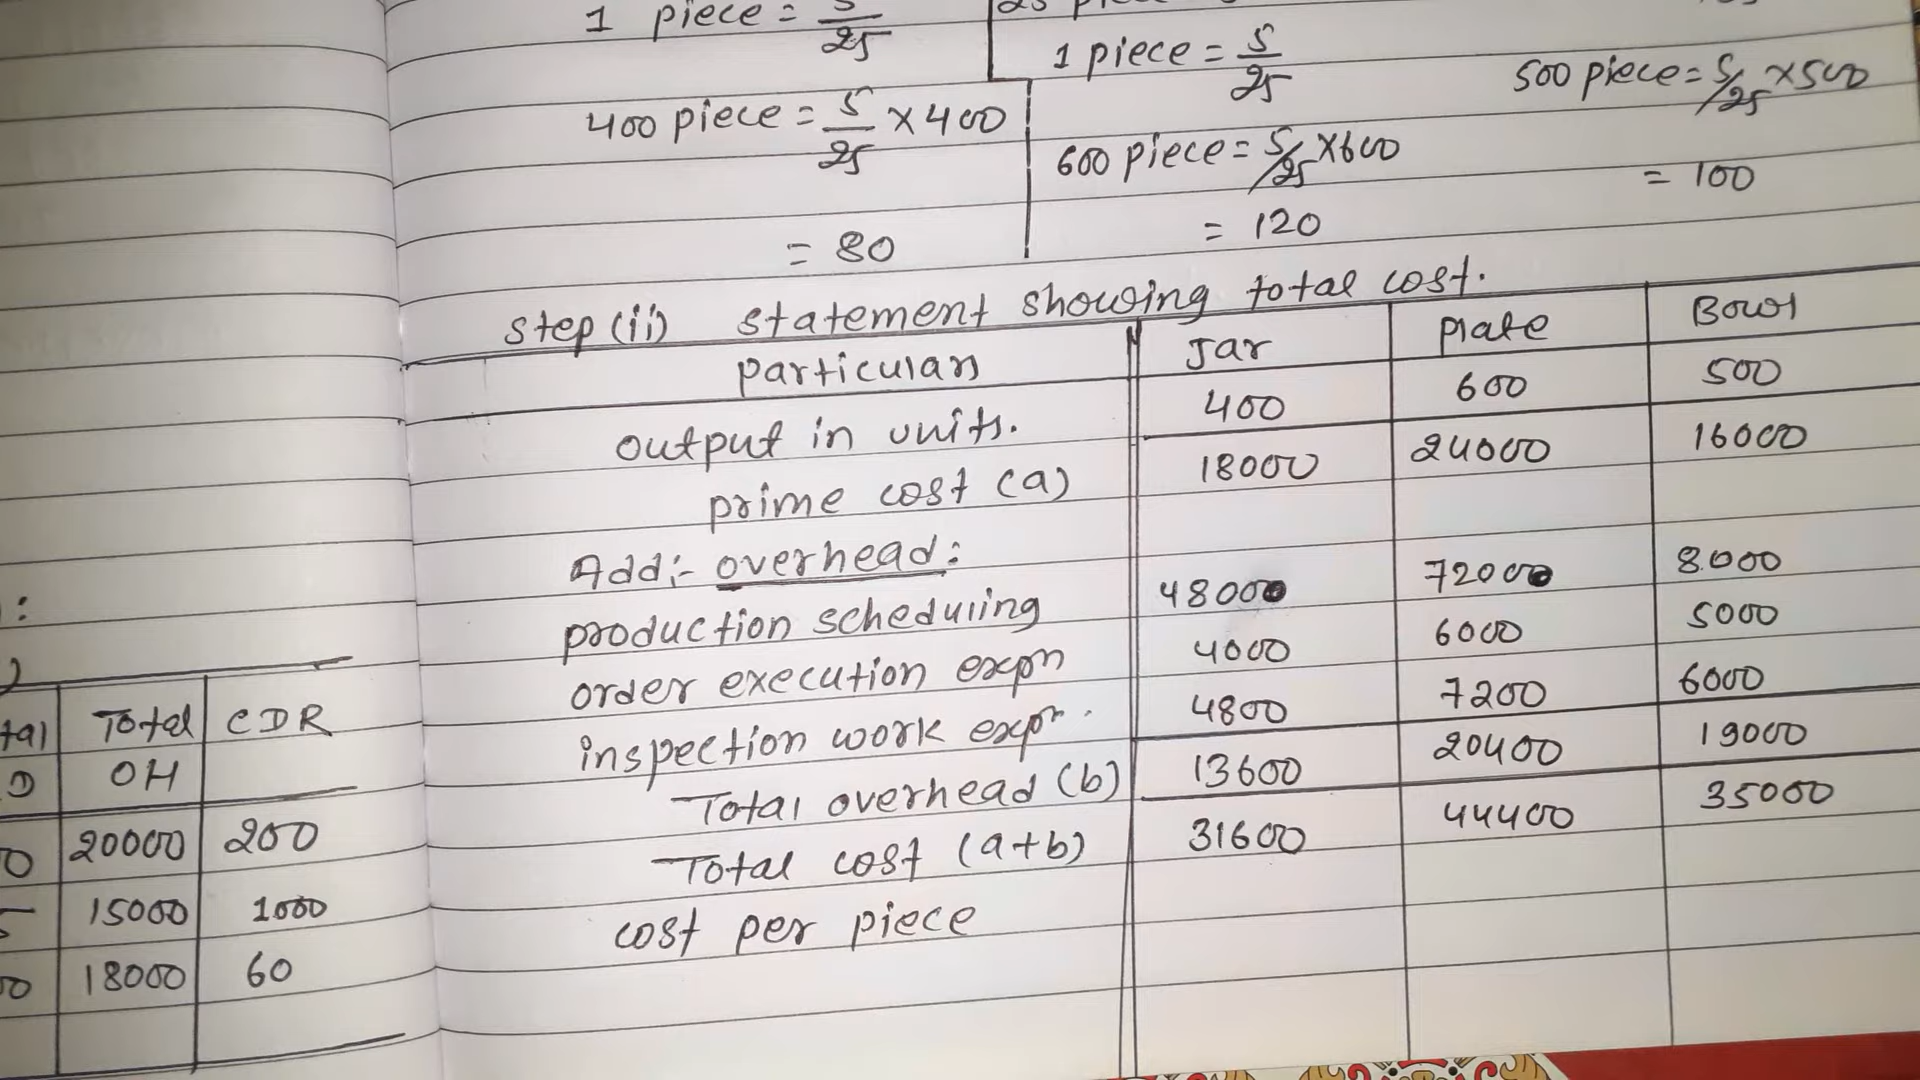 1 piece = 5/25
1 piece = 5/25
400 piece = 5/25 × 400
= 80
600 piece = 5/25 × 600
= 120
500 piece = 5/25 × 500
= 100
Step (ii) statement showing total cost.
particulars Jar Plate Bowl
output in units. 400 600 500
prime cost (a) 18000 24000 16000
Add:- overhead:
production scheduling 48000 72000 8000
order execution expn 4000 6000 5000
inspection work expn. 4800 7200 6000
Total overhead (b) 13600 20400 19000
Total cost (a+b) 31600 44400 35000
cost per piece
Total OH CDR
20000 200
15000 1000
18000 60